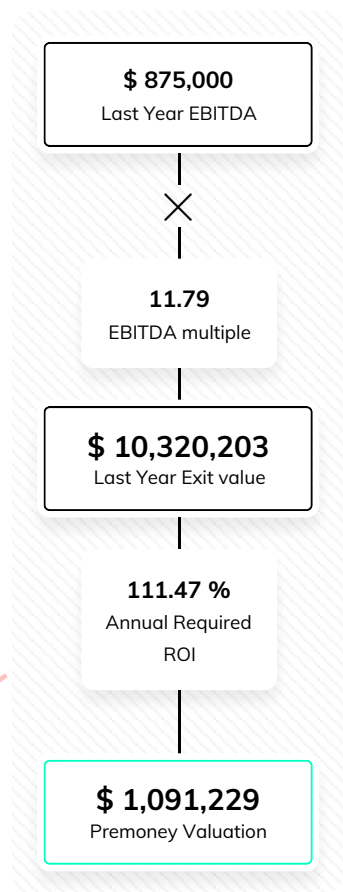 $ 875,000
Last Year EBITDA
11.79
EBITDA multiple
$ 10,320,203
Last Year Exit value
111.47 %
Annual Required
ROI
$ 1,091,229
Premoney Valuation